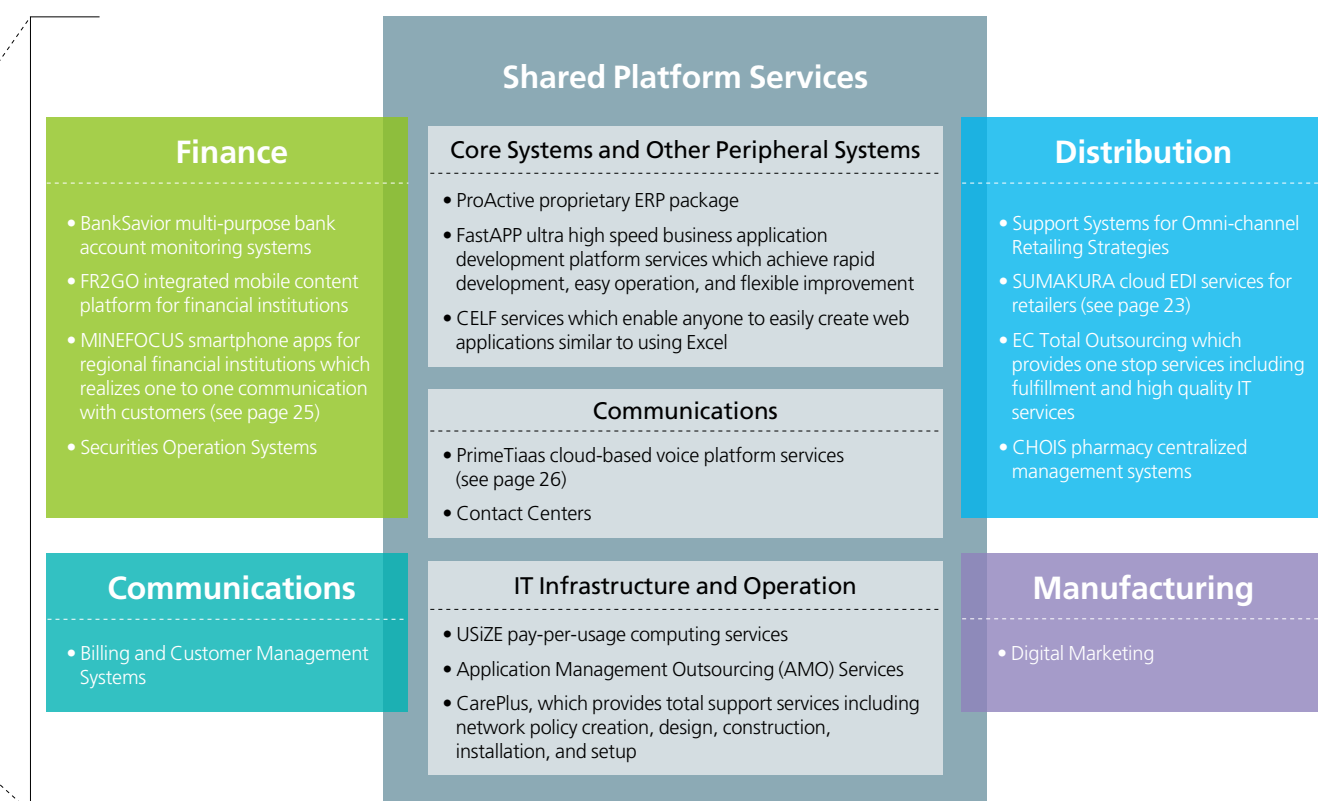 Shared Platform Services
Finance
• BankSavior multi-purpose bank
account monitoring systems
• FR2GO integrated mobile content
platform for financial institutions
• MINEFOCUS smartphone apps for
regional financial institutions which
realizes one to one communication
with customers (see page 25)
• Securities Operation Systems
Communications
• Billing and Customer Management
Systems
Core Systems and Other Peripheral Systems
• ProActive proprietary ERP package
• FastAPP ultra high speed business application
development platform services which achieve rapid
development, easy operation, and flexible improvement
• CELF services which enable anyone to easily create web
applications similar to using Excel
Communications
• PrimeTiaas cloud-based voice platform services
(see page 26)
• Contact Centers
IT Infrastructure and Operation
• USiZE pay-per-usage computing services
• Application Management Outsourcing (AMO) Services
• CarePlus, which provides total support services including
network policy creation, design, construction,
installation, and setup
Distribution
• Support Systems for Omni-channel
Retailing Strategies
• SUMAKURA cloud EDI services for
retailers (see page 23)
• EC Total Outsourcing which
provides one stop services including
fulfillment and high quality IT
services
• CHOIS pharmacy centralized
management systems
Manufacturing
• Digital Marketing